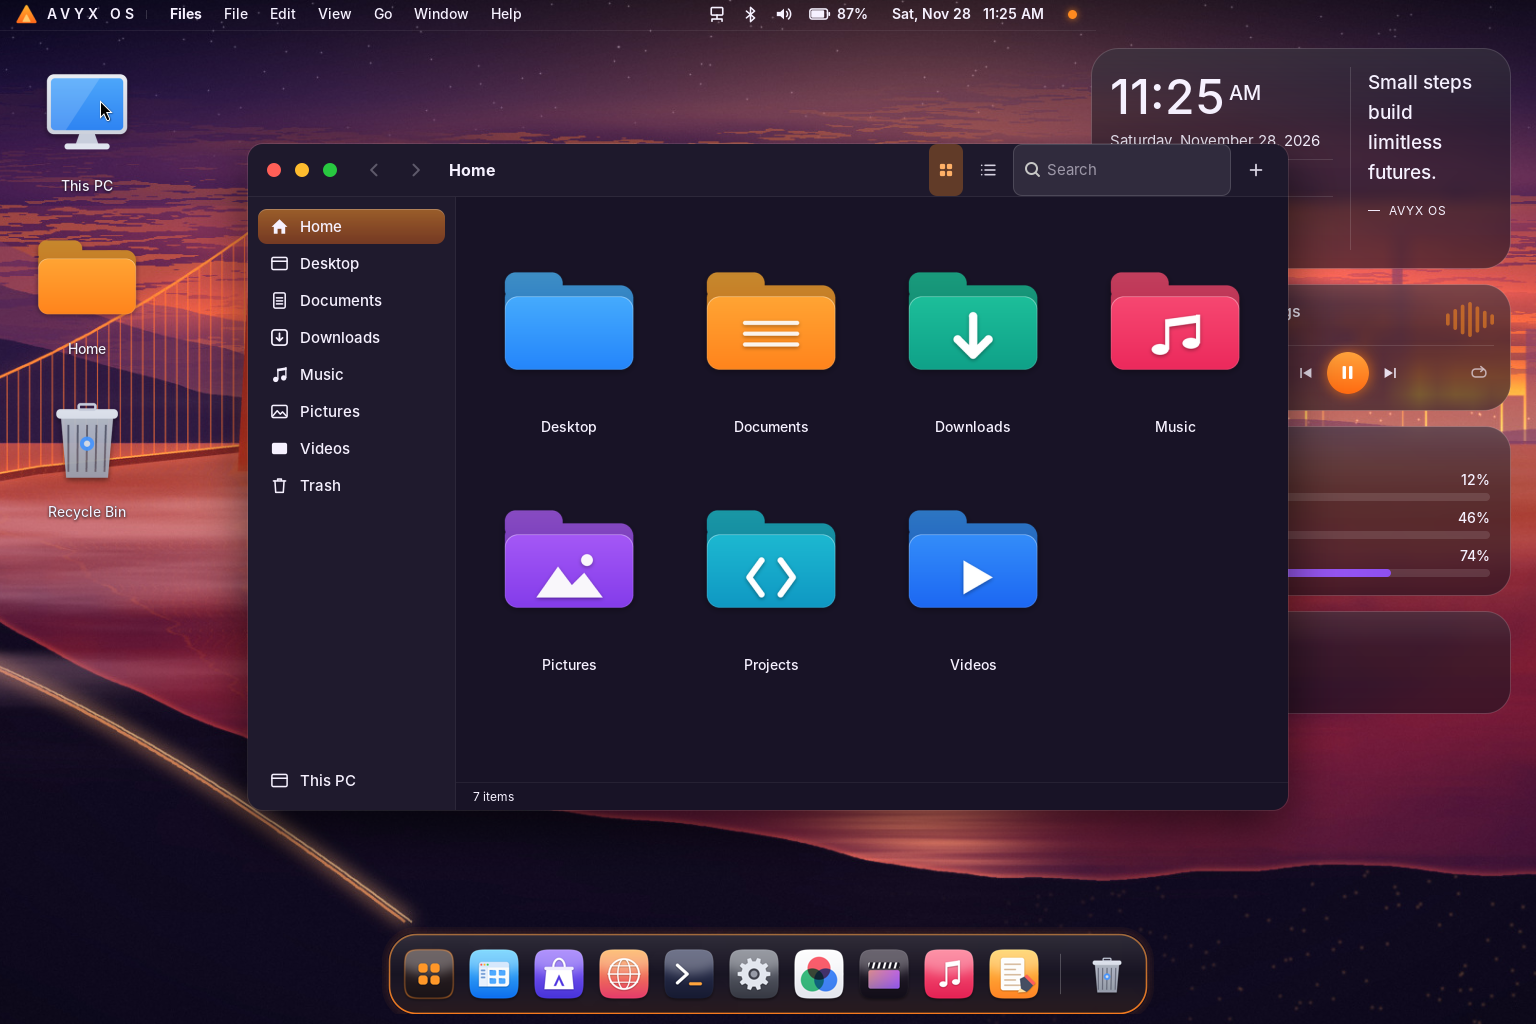 AVYX OS Files File Edit View Go Window Help 87% Sat, Nov 28 11:25 AM
This PC
Home
Recycle Bin
11:25 AM
Saturday, November 28, 2026
Small steps
build
limitless
futures.
— AVYX OS
Home
Search
Home
Desktop
Documents
Downloads
Music
Pictures
Videos
Trash
This PC
Desktop
Documents
Downloads
Music
Pictures
Projects
Videos
7 items
gs
12%
46%
74%